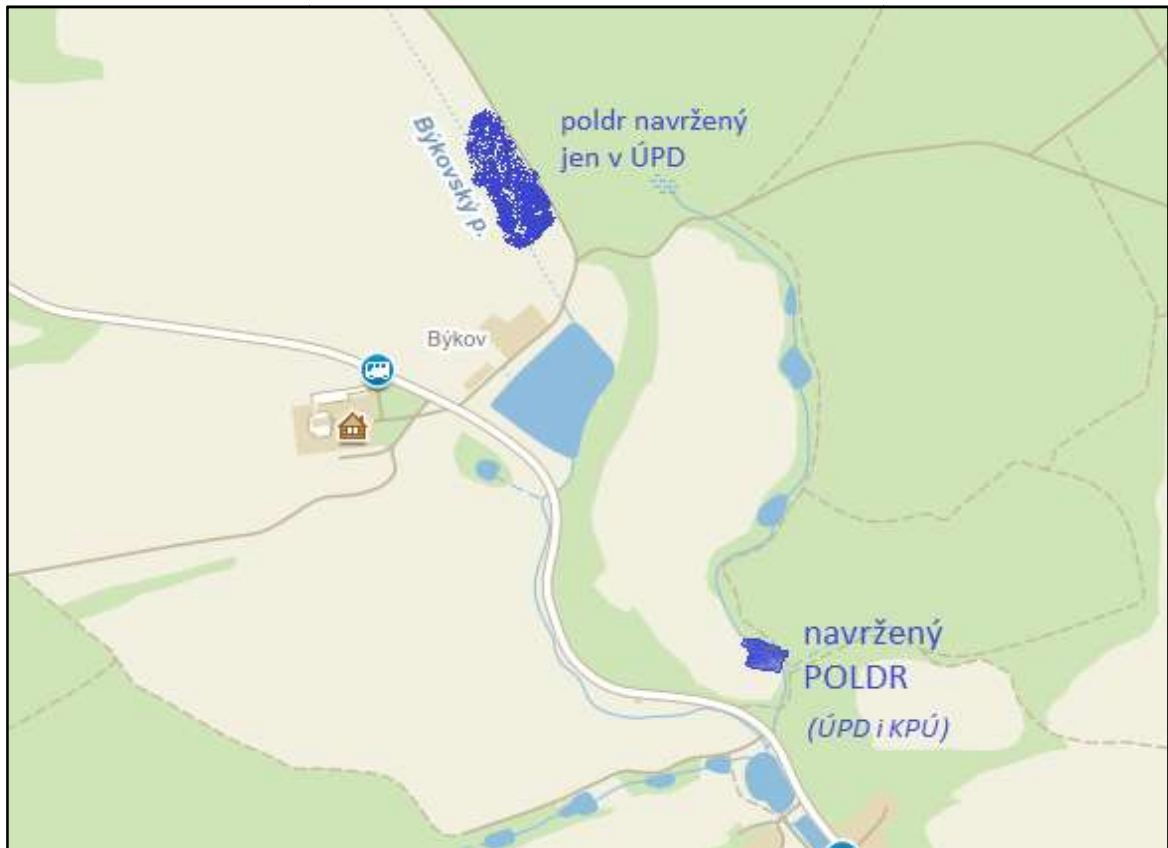 poldr navržený
jen v ÚPD
Býkovský p.
Býkov
navržený
POLDR
(ÚPD i KPÚ)